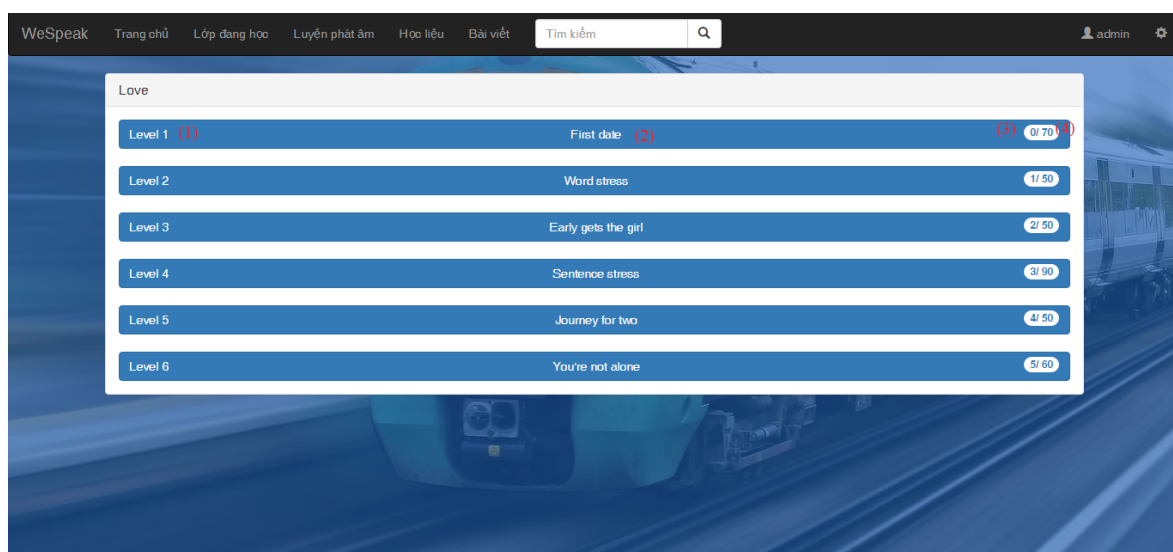 WeSpeak Trang chủ Lớp đang học Luyện phát âm Học liệu Bài viết Tìm kiếm admin
Love
Level 1 (1) First date (2) (3) 0/ 70 (4)
Level 2 Word stress 1/ 50
Level 3 Early gets the girl 2/ 50
Level 4 Sentence stress 3/ 90
Level 5 Journey for two 4/ 50
Level 6 You're not alone 5/ 60